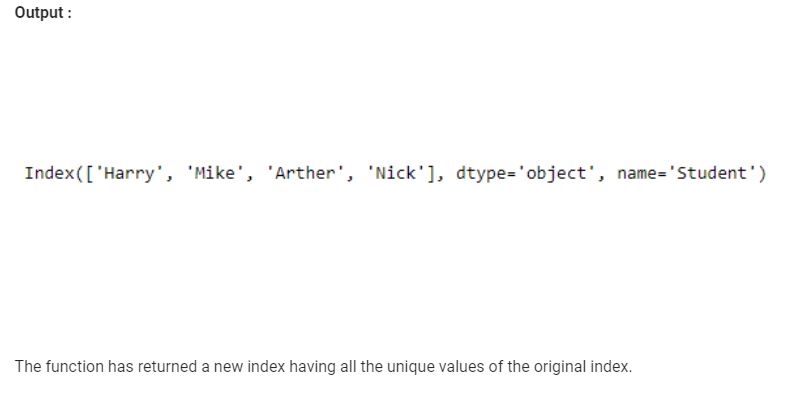 Output :
Index(['Harry', 'Mike', 'Arther', 'Nick'], dtype='object', name='Student')
The function has returned a new index having all the unique values of the original index.